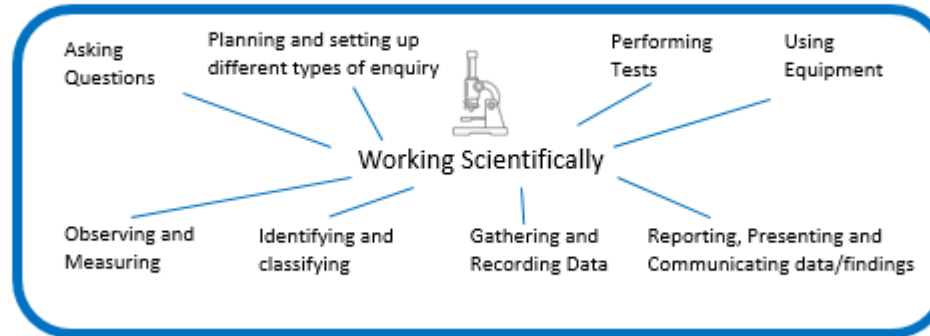 Asking
Questions
Planning and setting up
different types of enquiry
Performing
Tests
Using
Equipment
Working Scientifically
Observing and
Measuring
Identifying and
classifying
Gathering and
Recording Data
Reporting, Presenting and
Communicating data/findings